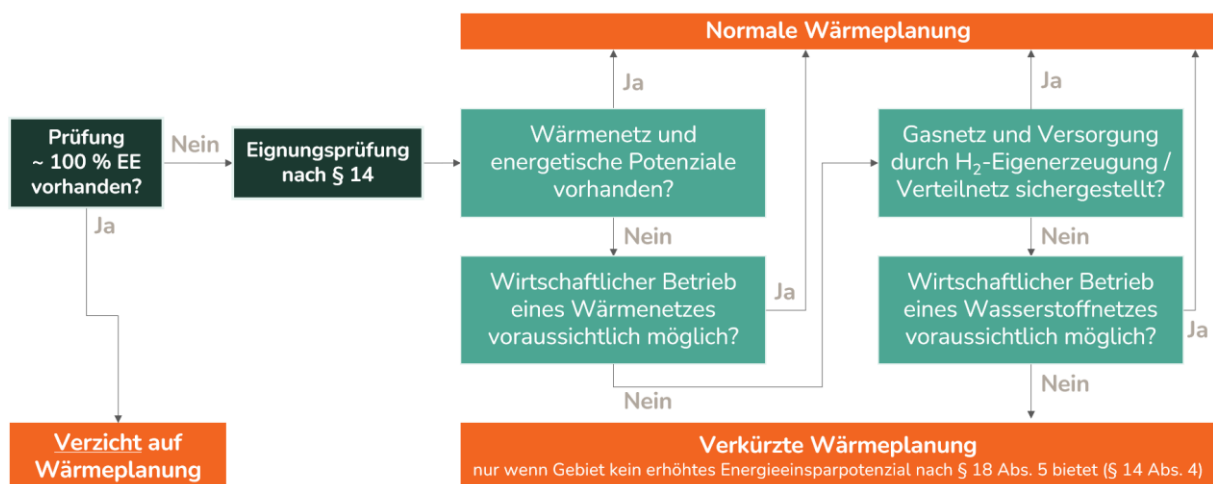 Normale Wärmeplanung
Ja
Ja
Prüfung
~ 100 % EE
vorhanden?
Nein
Eignungsprüfung
nach § 14
Wärmenetz und
energetische Potenziale
vorhanden?
Gasnetz und Versorgung
durch H₂-Eigenerzeugung /
Verteilnetz sichergestellt?
Ja
Nein
Nein
Wirtschaftlicher Betrieb
eines Wärmenetzes
voraussichtlich möglich?
Ja
Wirtschaftlicher Betrieb
eines Wasserstoffnetzes
voraussichtlich möglich?
Ja
Nein
Nein
Verzicht auf
Wärmeplanung
Verkürzte Wärmeplanung
nur wenn Gebiet kein erhöhtes Energieeinsparpotenzial nach § 18 Abs. 5 bietet (§ 14 Abs. 4)